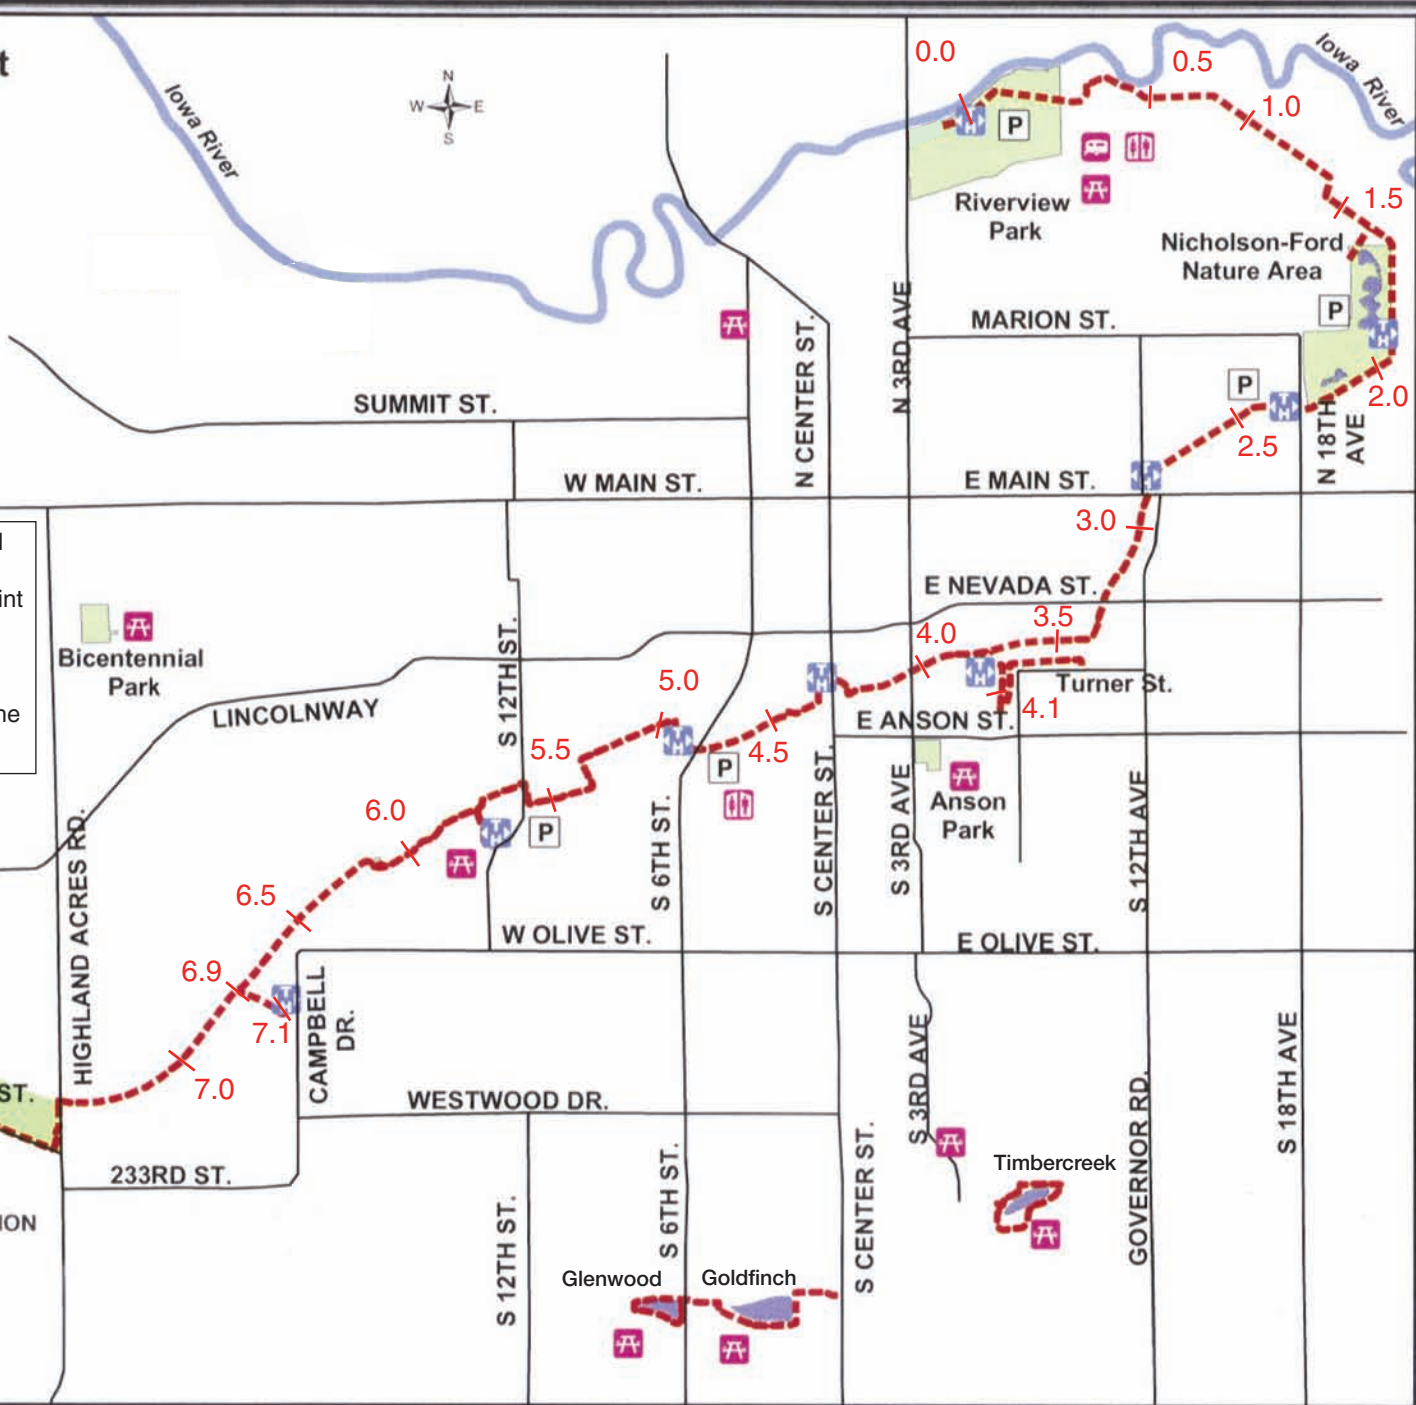 t
Iowa River
N
W E
S
0.0
0.5
Iowa River
1.0
P
1.5
Riverview
Park
Nicholson-Ford
Nature Area
P
MARION ST.
N 3RD AVE
N CENTER ST.
SUMMIT ST.
P
2.0
2.5
N 18TH
AVE
W MAIN ST.
E MAIN ST.
3.0
int
ne
Bicentennial
Park
E NEVADA ST.
3.5
4.0
S 12TH ST.
LINCOLNWAY
5.0
Turner St.
4.1
E ANSON ST.
4.5
5.5
P
P
6.0
Anson
Park
S 6TH ST.
S CENTER ST.
S 3RD AVE
S 12TH AVE
HIGHLAND ACRES RD.
6.5
W OLIVE ST.
E OLIVE ST.
6.9
7.1
7.0
CAMPBELL
DR.
ST.
WESTWOOD DR.
S 3RD AVE
S 18TH AVE
GOVERNOR RD.
233RD ST.
ION
Timbercreek
S 12TH ST.
S 6TH ST.
S CENTER ST.
Glenwood
Goldfinch